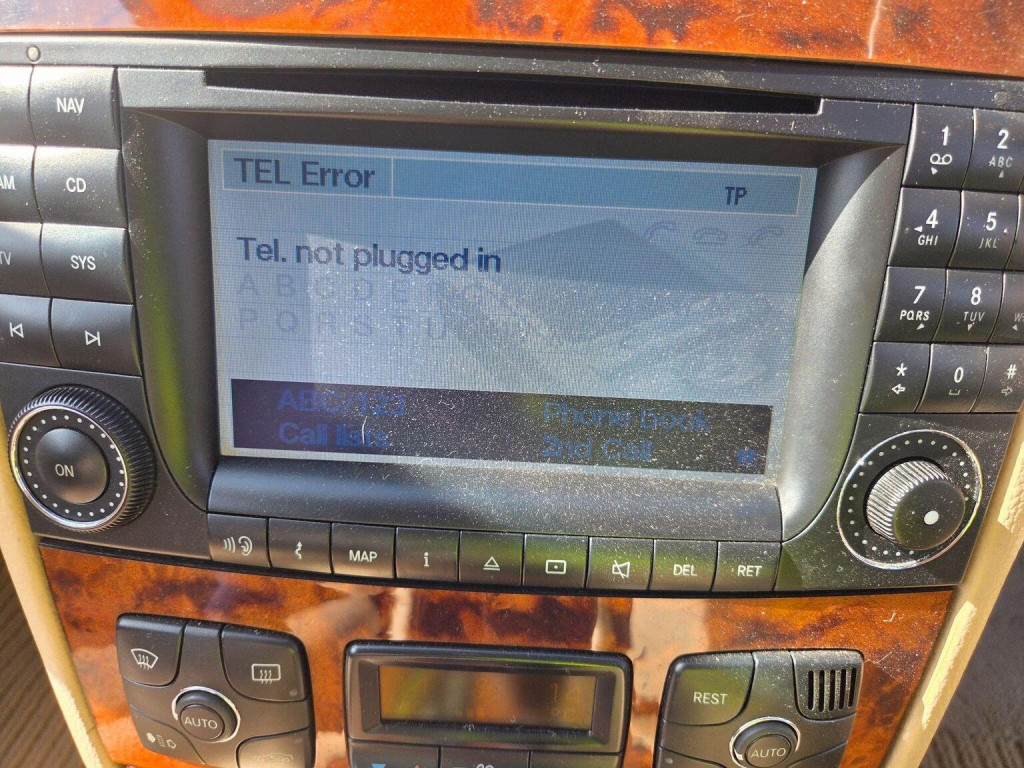 NAV
AM
CD
TV
SYS
ON
TEL Error
TP
Tel. not plugged in
A B C D E F G
P Q R S T U
ABC/123
Phone book
Call lists
2nd Call
1
2
ABC
4
GHI
5
JKL
7
PQRS
8
TUV
*
0
#
MAP
i
DEL
RET
AUTO
REST
AUTO